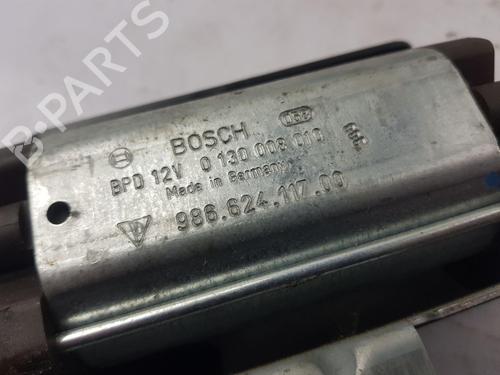 BOSCH
BPD 12V 0 130 008 010
Made in Germany
986.624.117.00
B-PARTS